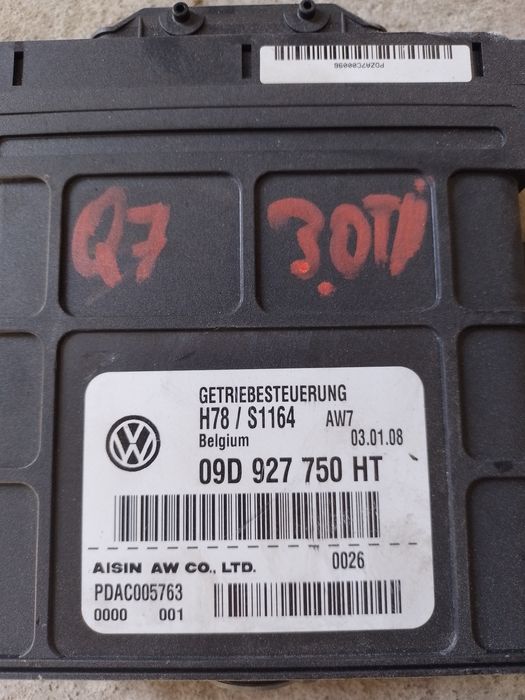 PDZA7C00096
Q7 3.0TDI
GETRIEBESTEUERUNG
H78 / S1164 AW7
Belgium 03.01.08
09D 927 750 HT
AISIN AW CO., LTD. 0026
PDAC005763
0000 001